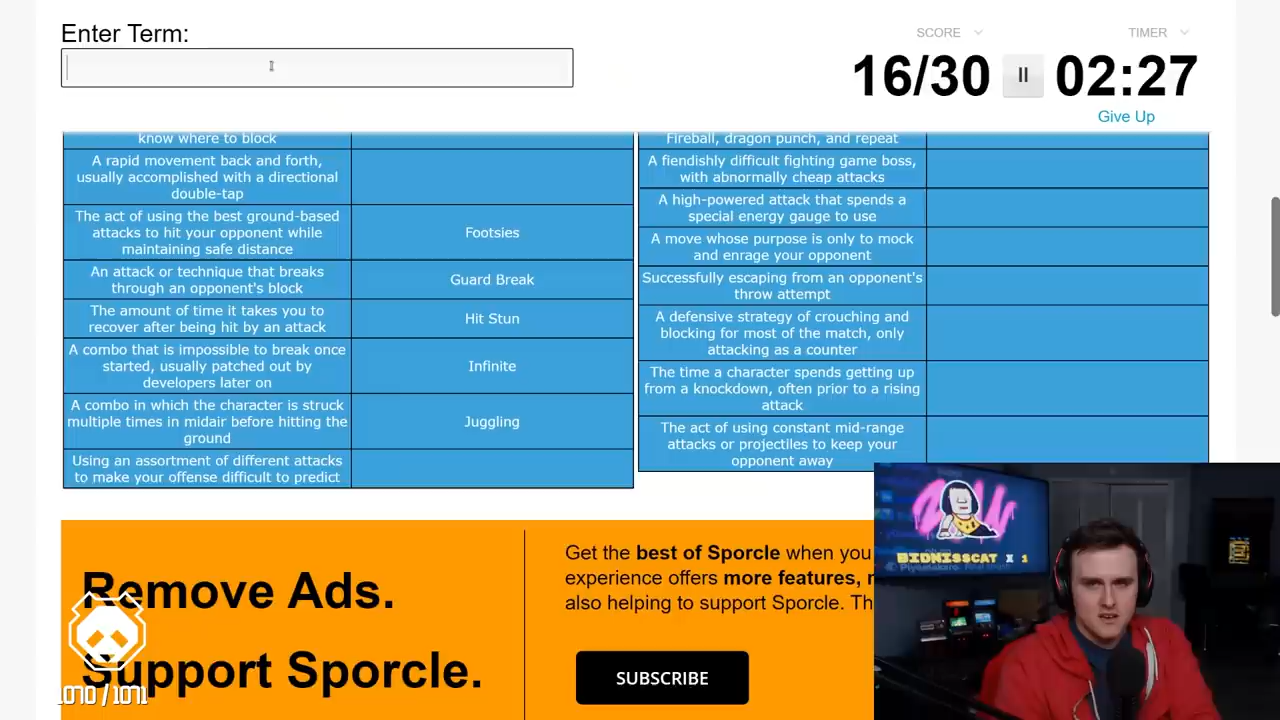 Enter Term:
SCORE
TIMER
16/30
02:27
Give Up
know where to block
A rapid movement back and forth,
usually accomplished with a directional
double-tap
The act of using the best ground-based
attacks to hit your opponent while
maintaining safe distance
Footsies
An attack or technique that breaks
through an opponent's block
Guard Break
The amount of time it takes you to
recover after being hit by an attack
Hit Stun
A combo that is impossible to break once
started, usually patched out by
developers later on
Infinite
A combo in which the character is struck
multiple times in midair before hitting the
ground
Juggling
Using an assortment of different attacks
to make your offense difficult to predict
Fireball, dragon punch, and repeat
A fiendishly difficult fighting game boss,
with abnormally cheap attacks
A high-powered attack that spends a
special energy gauge to use
A move whose purpose is only to mock
and enrage your opponent
Successfully escaping from an opponent's
throw attempt
A defensive strategy of crouching and
blocking for most of the match, only
attacking as a counter
The time a character spends getting up
from a knockdown, often prior to a rising
attack
The act of using constant mid-range
attacks or projectiles to keep your
opponent away
Remove Ads.
Support Sporcle.
Get the best of Sporcle when you
experience offers more features,
also helping to support Sporcle. Th
SUBSCRIBE
BIDNISSCAT X 1
1070/1071